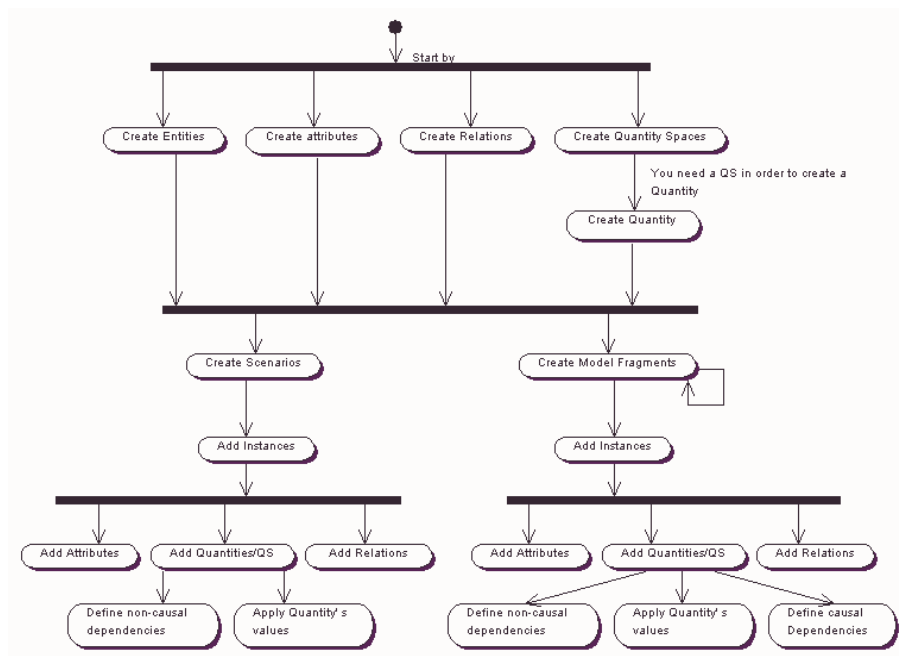 Start by
Create Entities
Create attributes
Create Relations
Create Quantity Spaces
You need a QS in order to create a
Quantity
Create Quantity
Create Scenarios
Create Model Fragments
Add Instances
Add Instances
Add Attributes
Add Quantities/QS
Add Relations
Add Attributes
Add Quantities/QS
Add Relations
Define non-causal
dependencies
Apply Quantity' s
values
Define non-causal
dependencies
Apply Quantity' s
values
Define causal
Dependencies